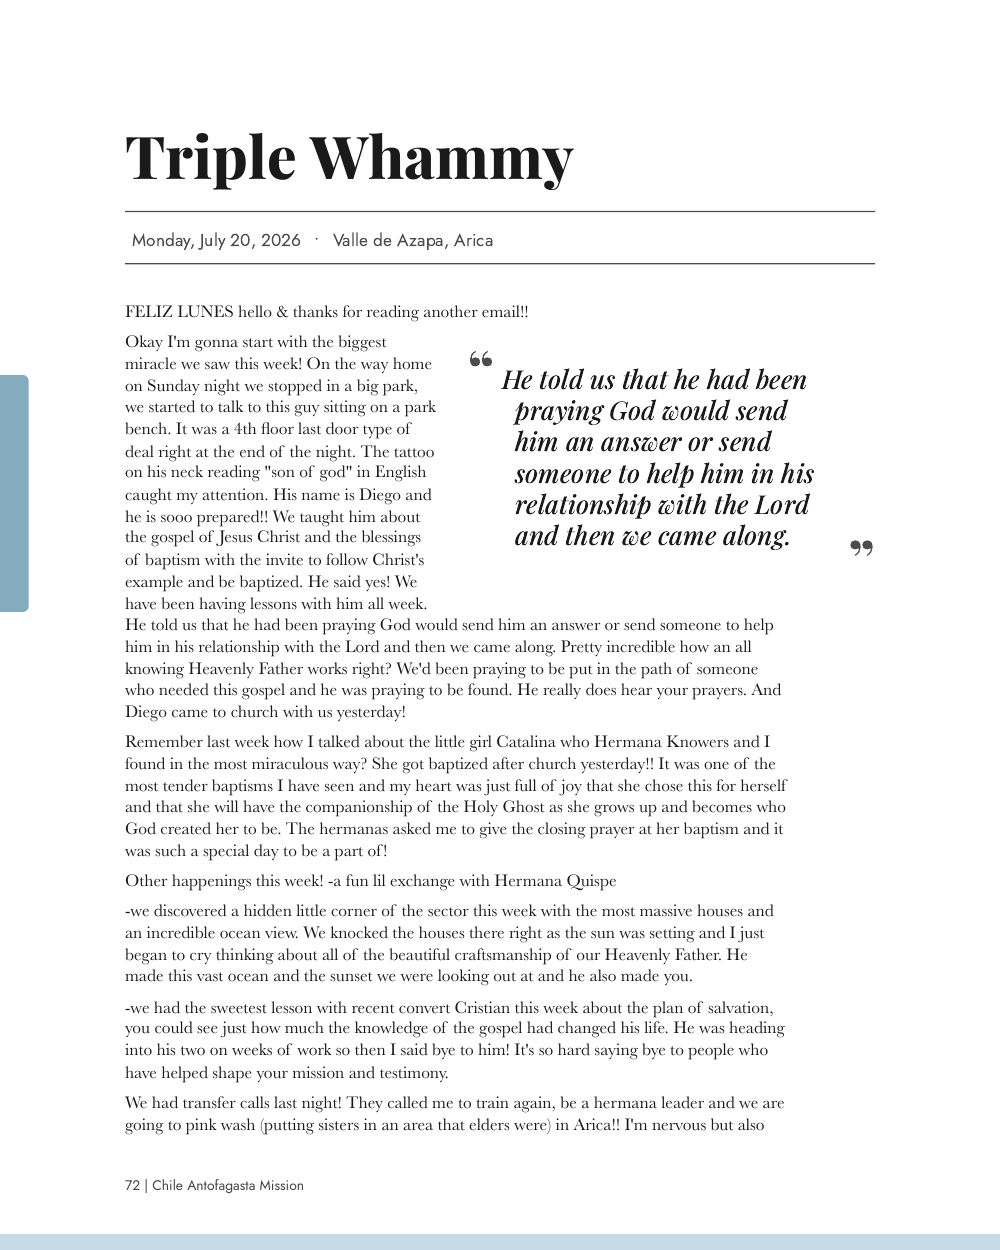 Triple Whammy
Monday, July 20, 2026 · Valle de Azapa, Arica
FELIZ LUNES hello & thanks for reading another email!!
Okay I'm gonna start with the biggest
miracle we saw this week! On the way home
on Sunday night we stopped in a big park,
we started to talk to this guy sitting on a park
bench. It was a 4th floor last door type of
deal right at the end of the night. The tattoo
on his neck reading "son of god" in English
caught my attention. His name is Diego and
he is sooo prepared!! We taught him about
the gospel of Jesus Christ and the blessings
of baptism with the invite to follow Christ's
example and be baptized. He said yes! We
have been having lessons with him all week.
“ He told us that he had been
praying God would send
him an answer or send
someone to help him in his
relationship with the Lord
and then we came along. ”
He told us that he had been praying God would send him an answer or send someone to help
him in his relationship with the Lord and then we came along. Pretty incredible how an all
knowing Heavenly Father works right? We'd been praying to be put in the path of someone
who needed this gospel and he was praying to be found. He really does hear your prayers. And
Diego came to church with us yesterday!
Remember last week how I talked about the little girl Catalina who Hermana Knowers and I
found in the most miraculous way? She got baptized after church yesterday!! It was one of the
most tender baptisms I have seen and my heart was just full of joy that she chose this for herself
and that she will have the companionship of the Holy Ghost as she grows up and becomes who
God created her to be. The hermanas asked me to give the closing prayer at her baptism and it
was such a special day to be a part of!
Other happenings this week! -a fun lil exchange with Hermana Quispe
-we discovered a hidden little corner of the sector this week with the most massive houses and
an incredible ocean view. We knocked the houses there right as the sun was setting and I just
began to cry thinking about all of the beautiful craftsmanship of our Heavenly Father. He
made this vast ocean and the sunset we were looking out at and he also made you.
-we had the sweetest lesson with recent convert Cristian this week about the plan of salvation,
you could see just how much the knowledge of the gospel had changed his life. He was heading
into his two on weeks of work so then I said bye to him! It's so hard saying bye to people who
have helped shape your mission and testimony.
We had transfer calls last night! They called me to train again, be a hermana leader and we are
going to pink wash (putting sisters in an area that elders were) in Arica!! I'm nervous but also
72 | Chile Antofagasta Mission